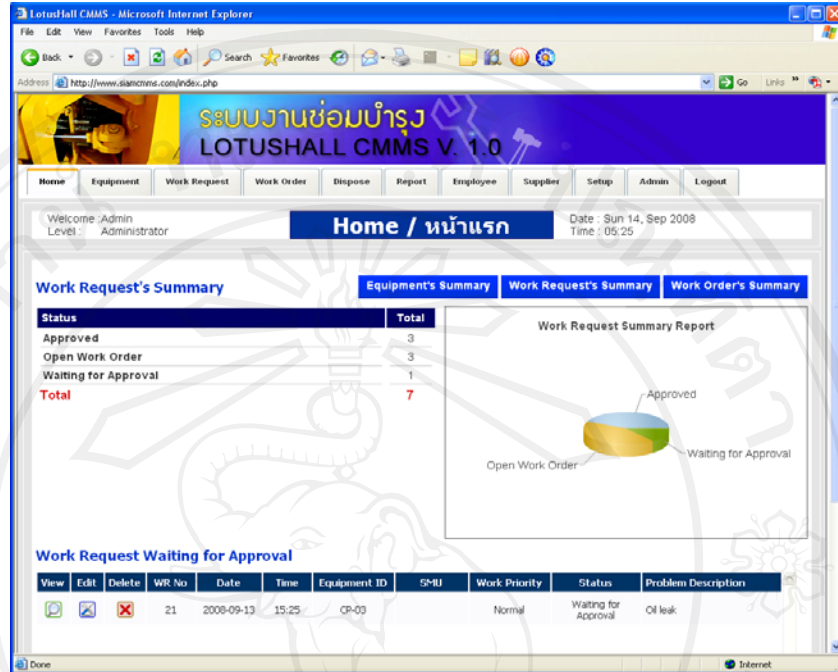 LotusHall CMMS - Microsoft Internet Explorer
File Edit View Favorites Tools Help
Back Search Favorites
Address http://www.siamcmms.com/index.php Go Links
ระบบงานซ่อมบำรุง
LOTUSHALL CMMS V. 1.0
Home Equipment Work Request Work Order Dispose Report Employee Supplier Setup Admin Logout
Welcome :Admin
Level : Administrator
Home / หน้าแรก
Date : Sun 14, Sep 2008
Time : 05:25
Work Request's Summary
Equipment's Summary Work Request's Summary Work Order's Summary
Status Total
Approved 3
Open Work Order 3
Waiting for Approval 1
Total 7
Work Request Summary Report
Approved
Waiting for Approval
Open Work Order
Work Request Waiting for Approval
View Edit Delete WR No Date Time Equipment ID SMU Work Priority Status Problem Description
21 2008-09-13 15:25 CP-03 Normal Waiting for Approval Oil leak
Done Internet